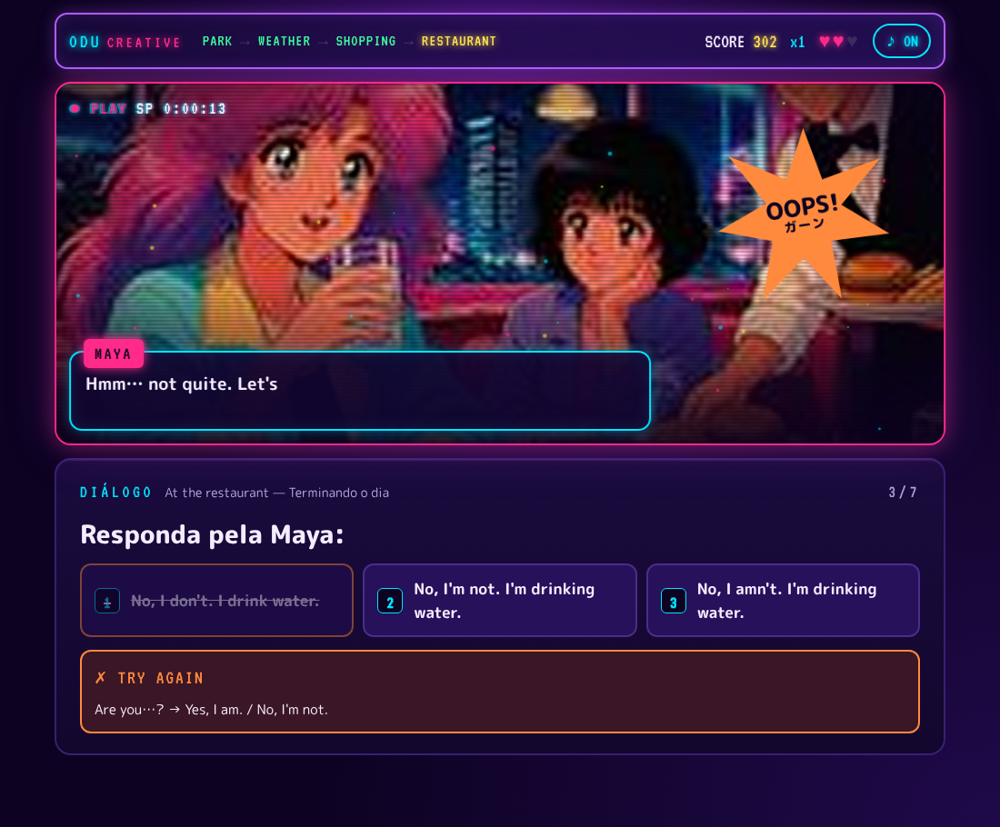 ODU CREATIVE PARK → WEATHER → SHOPPING → RESTAURANT SCORE 302 x1 ♥♥♥ ♪ ON
● PLAY SP 0:00:13
OOPS!
ガーン
MAYA
Hmm… not quite. Let's
DIÁLOGO At the restaurant — Terminando o dia 3/7
Responda pela Maya:
1 No, I don't. I drink water.
2 No, I'm not. I'm drinking
water.
3 No, I amn't. I'm drinking
water.
✗ TRY AGAIN
Are you…? → Yes, I am. / No, I'm not.